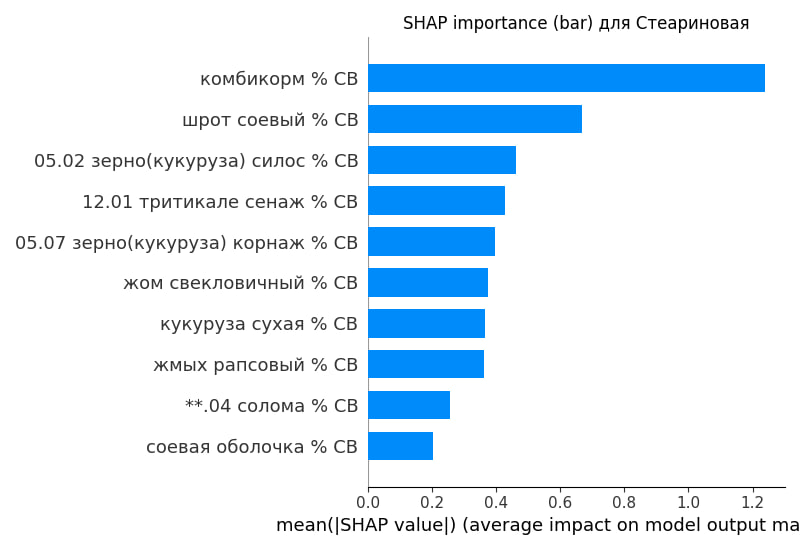 SHAP importance (bar) для Стеариновая
комбикорм % СВ
шрот соевый % СВ
05.02 зерно(кукуруза) силос % СВ
12.01 тритикале сенаж % СВ
05.07 зерно(кукуруза) корнаж % СВ
жом свекловичный % СВ
кукуруза сухая % СВ
жмых рапсовый % СВ
**.04 солома % СВ
соевая оболочка % СВ
0.0 0.2 0.4 0.6 0.8 1.0 1.2
mean(|SHAP value|) (average impact on model output ma